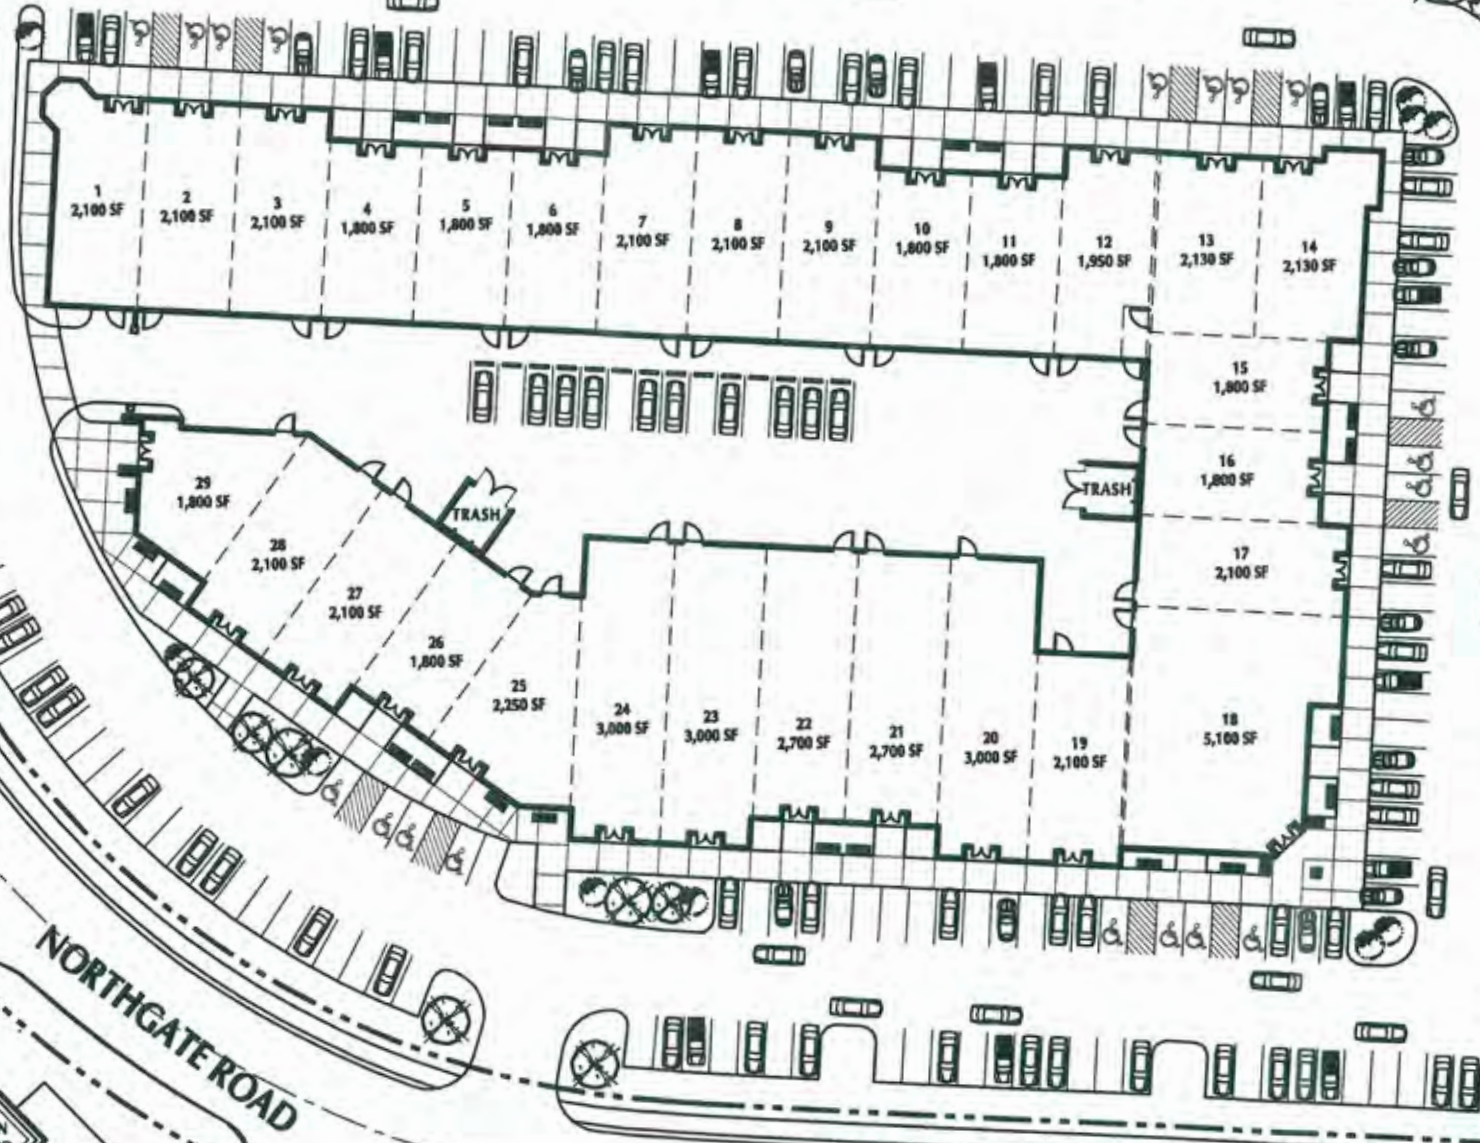 1
2,100 SF
2
2,100 SF
3
2,100 SF
4
1,800 SF
5
1,800 SF
6
1,800 SF
7
2,100 SF
8
2,100 SF
9
2,100 SF
10
1,800 SF
11
1,800 SF
12
1,950 SF
13
2,130 SF
14
2,130 SF
15
1,800 SF
16
1,800 SF
17
2,100 SF
18
5,100 SF
19
2,100 SF
20
3,000 SF
21
2,700 SF
22
2,700 SF
23
3,000 SF
24
3,000 SF
25
2,250 SF
26
1,800 SF
27
2,100 SF
28
2,100 SF
29
1,800 SF
TRASH
TRASH
NORTHGATE ROAD